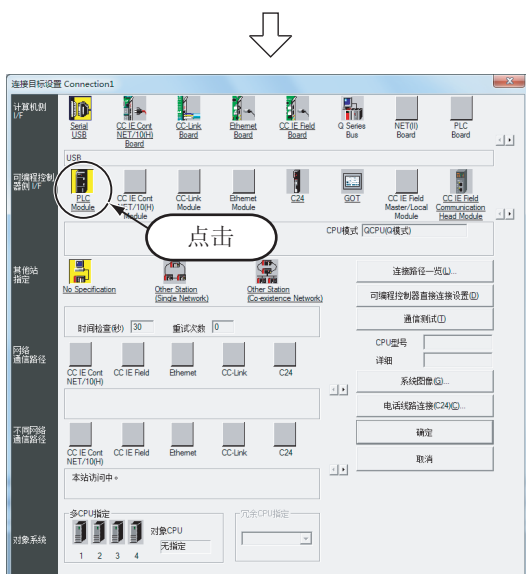 连接目标设置 Connection1
计算机侧
I/F
Serial
USB
CC IE Cont
NET/10(H)
Board
CC-Link
Board
Ethernet
Board
CC IE Field
Board
Q Series
Bus
NET(II)
Board
PLC
Board
USB
可编程控制
器侧 I/F
PLC
Module
CC IE Cont
NET/10(H)
Module
CC-Link
Module
Ethernet
Module
C24
GOT
CC IE Field
Master/Local
Module
CC IE Field
Communication
Head Module
点击
CPU模式 QCPU(Q模式)
其他站
指定
No Specification
Other Station
(Single Network)
Other Station
(Co-existence Network)
连接路径一览(L)...
可编程控制器直接连接设置(D)
通信测试(T)
时间检查(秒) 30 重试次数 0
CPU型号
详细
网络
通信路径
CC IE Cont
NET/10(H)
CC IE Field
Ethernet
CC-Link
C24
系统图像(G)...
电话线路连接(C24)(C)...
不同网络
通信路径
CC IE Cont
NET/10(H)
CC IE Field
Ethernet
CC-Link
C24
确定
取消
本站访问中。
对象系统
多CPU指定
1 2 3 4
对象CPU
无指定
冗余CPU指定